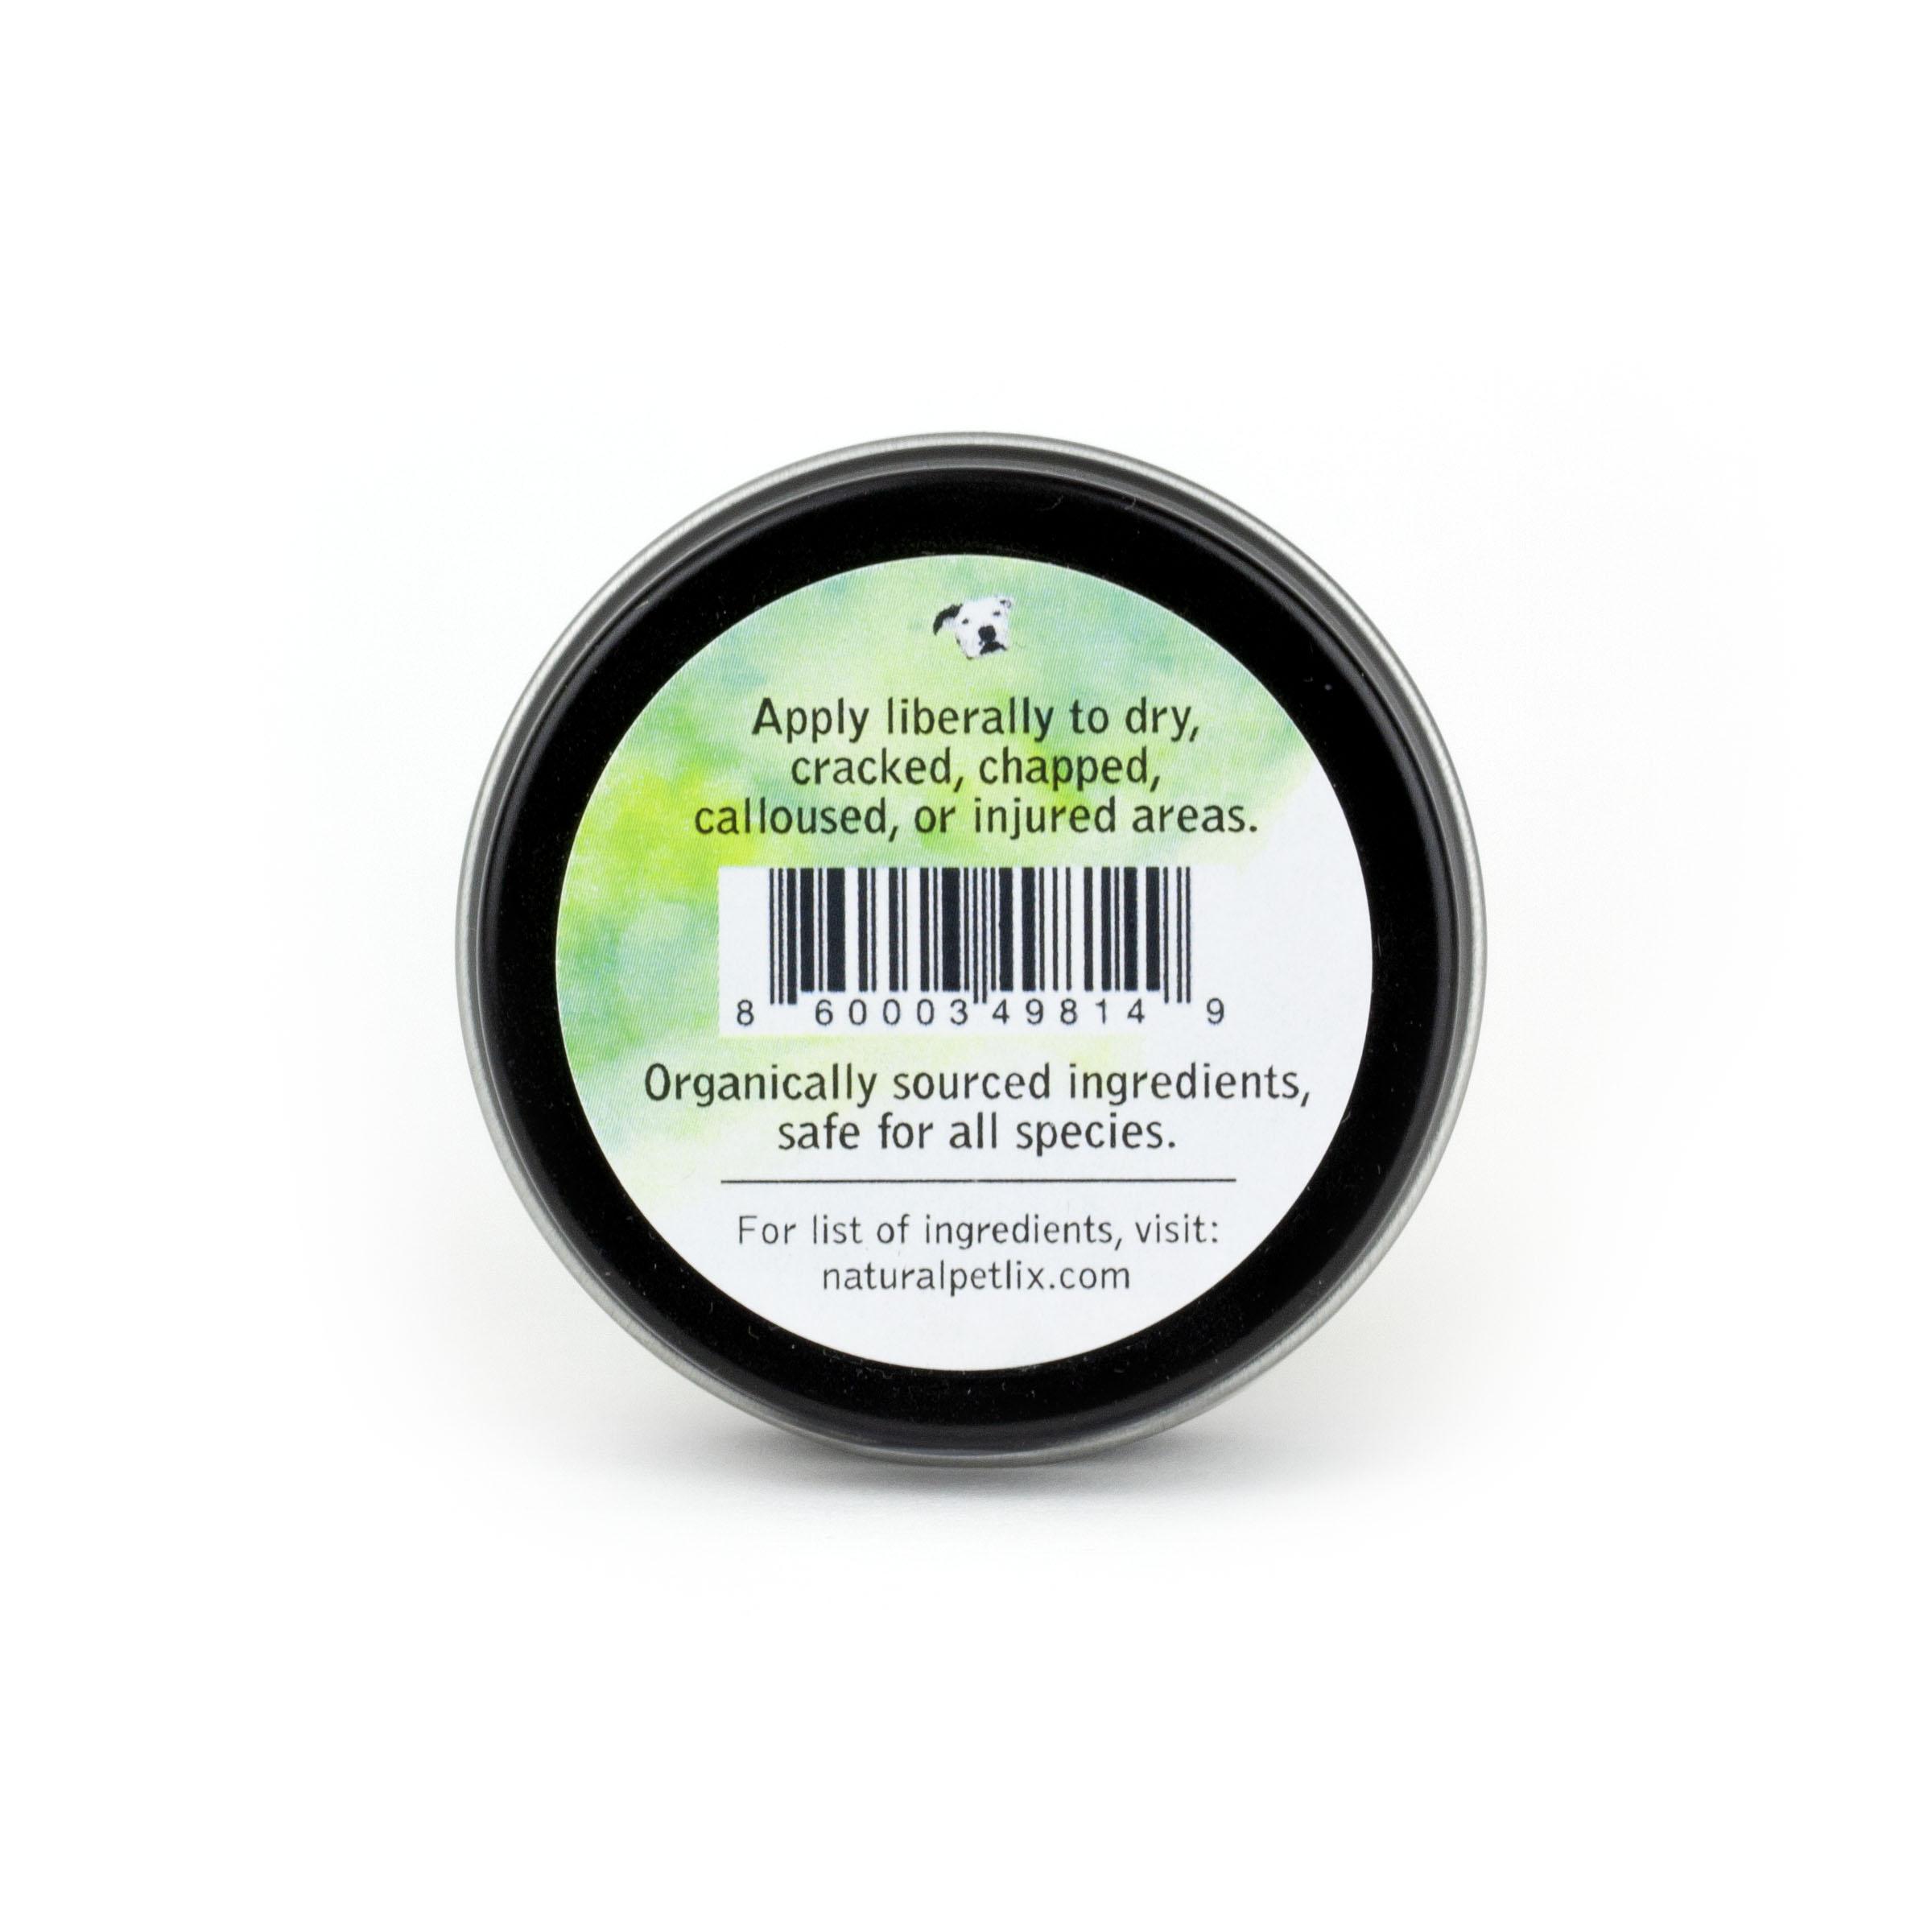 Apply liberally to dry,
cracked, chapped,
calloused, or injured areas.
8 60003 49814 9
Organically sourced ingredients,
safe for all species.
For list of ingredients, visit:
naturalpetlix.com